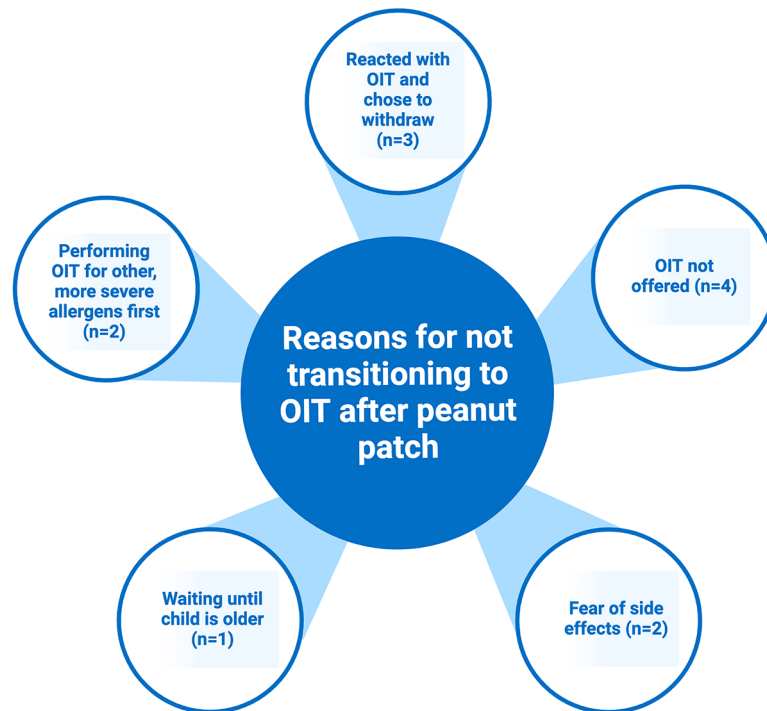 Reacted with
OIT and
chose to
withdraw
(n=3)
Performing
OIT for other,
more severe
allergens first
(n=2)
OIT not
offered (n=4)
Reasons for not
transitioning to
OIT after peanut
patch
Waiting until
child is older
(n=1)
Fear of side
effects (n=2)